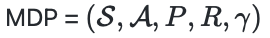 MDP = (𝒮, 𝒜, P, R, γ)